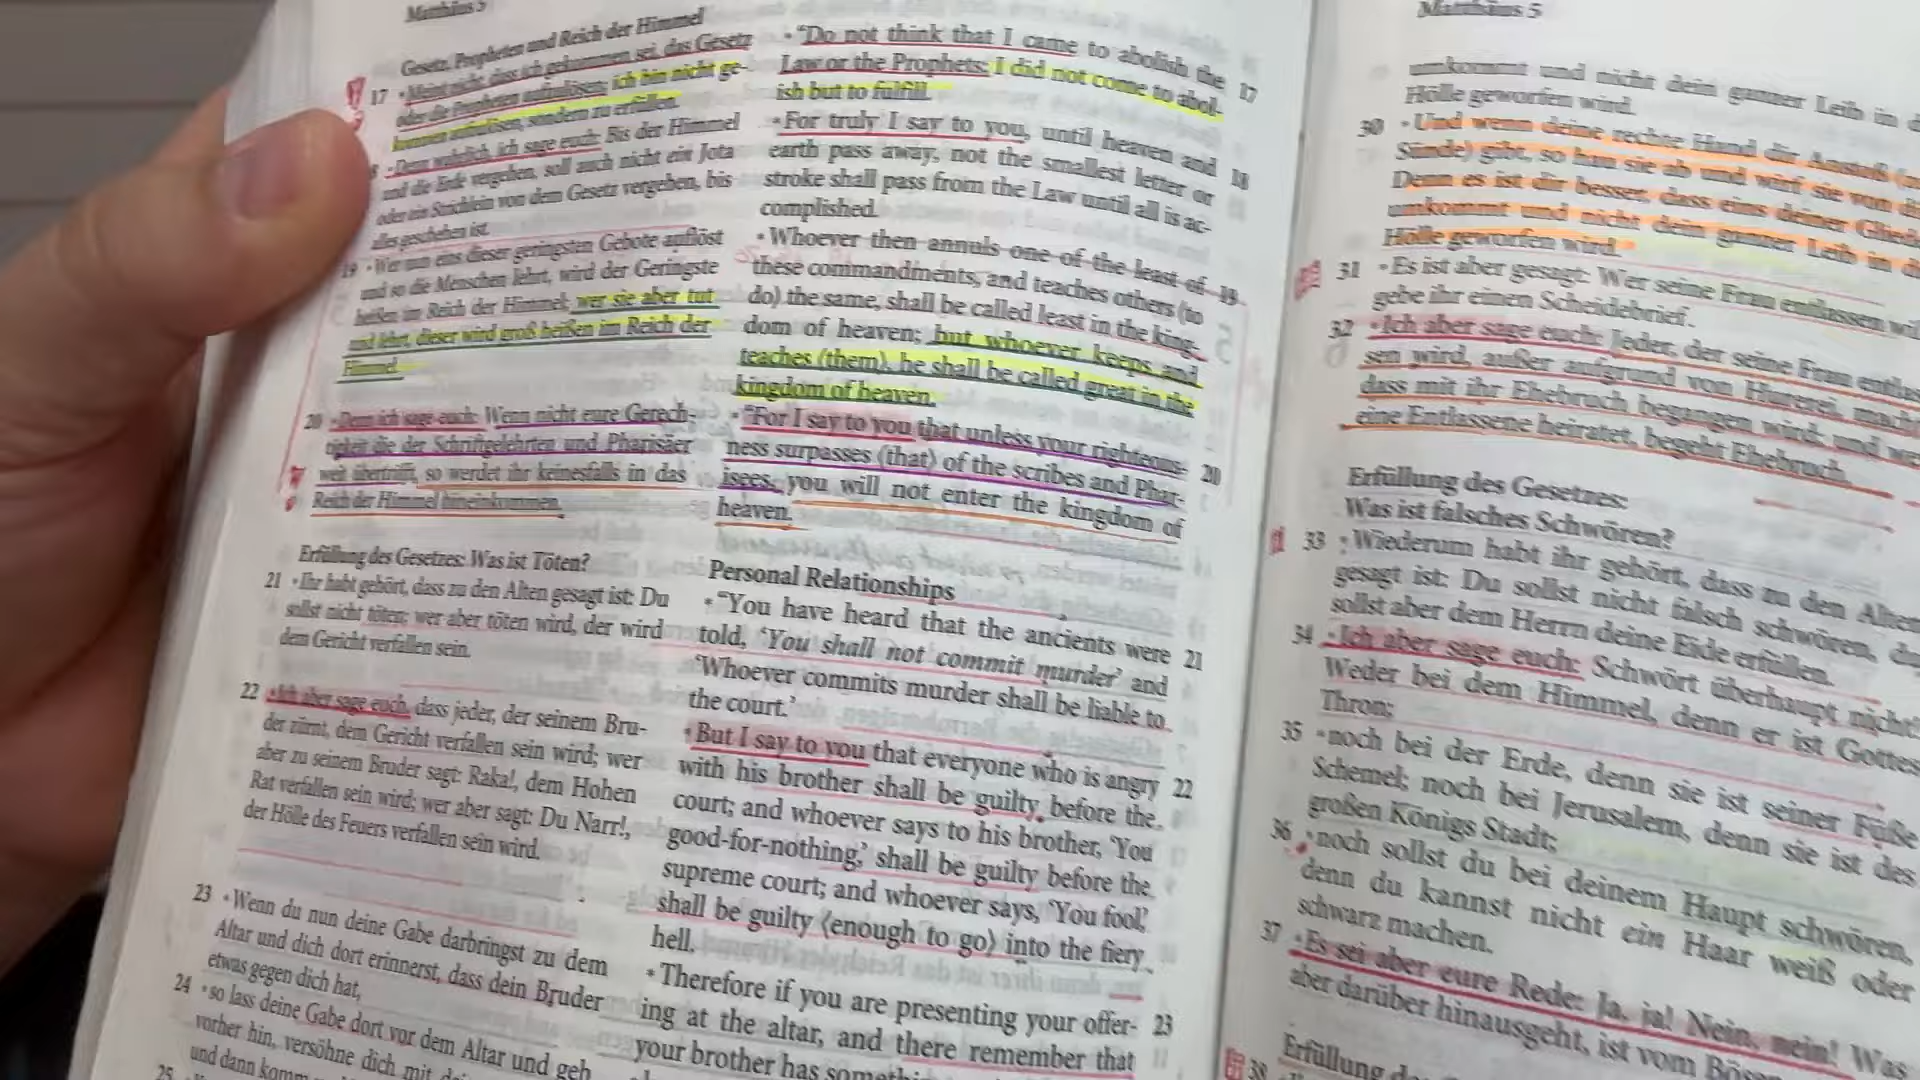 Matthäus 5
Gesetz, Propheten und Reich der Himmel
17 Meint nicht, dass ich gekommen sei, das Gesetz
oder die Propheten aufzulösen; ich bin nicht ge-
kommen aufzulösen, sondern zu erfüllen.
8 Denn wahrlich, ich sage euch: Bis der Himmel
und die Erde vergehen, soll auch nicht ein Jota
oder ein Strichlein von dem Gesetz vergehen, bis
alles geschehen ist.
19 Wer nun eins dieser geringsten Gebote auflöst
und so die Menschen lehrt, wird der Geringste
heißen im Reich der Himmel; wer sie aber tut
und lehrt, dieser wird groß heißen im Reich der
Himmel.
20 Denn ich sage euch: Wenn nicht eure Gerech-
tigkeit die der Schriftgelehrten und Pharisäer
weit übertrifft, so werdet ihr keinesfalls in das
Reich der Himmel hineinkommen.
Erfüllung des Gesetzes: Was ist Töten?
21 Ihr habt gehört, dass zu den Alten gesagt ist: Du
sollst nicht töten; wer aber töten wird, der wird
dem Gericht verfallen sein.
22 Ich aber sage euch, dass jeder, der seinem Bru-
der zürnt, dem Gericht verfallen sein wird; wer
aber zu seinem Bruder sagt: Raka!, dem Hohen
Rat verfallen sein wird; wer aber sagt: Du Narr!,
der Hölle des Feuers verfallen sein wird.
23 Wenn du nun deine Gabe darbringst zu dem
Altar und dich dort erinnerst, dass dein Bruder
etwas gegen dich hat,
24 so lass deine Gabe dort vor dem Altar und geh
vorher hin, versöhne dich mit
und dann komm
25
"Do not think that I came to abolish the
Law or the Prophets; I did not come to abol- 17
ish but to fulfill.
For truly I say to you, until heaven and
earth pass away, not the smallest letter or 18
stroke shall pass from the Law until all is ac-
complished.
Whoever then annuls one of the least of
these commandments, and teaches others (to 19
do) the same, shall be called least in the king-
dom of heaven; but whoever keeps and
teaches (them), he shall be called great in the
kingdom of heaven.
"For I say to you that unless your righteous-
ness surpasses (that) of the scribes and Phar- 20
isees, you will not enter the kingdom of
heaven.
Personal Relationships
"You have heard that the ancients were
told, 'You shall not commit murder' and 21
'Whoever commits murder shall be liable to
the court.'
But I say to you that everyone who is angry
with his brother shall be guilty before the 22
court; and whoever says to his brother, 'You
good-for-nothing,' shall be guilty before the
supreme court; and whoever says, 'You fool,'
shall be guilty (enough to go) into the fiery
hell.
Therefore if you are presenting your offer-
ing at the altar, and there remember that 23
your brother has
Matthäus 5
umkommt und nicht dein ganzer Leib in
Hölle geworfen wird.
30 Und wenn deine rechte Hand dir Anstoß
Sünde) gibt, so hau sie ab und wirf sie von
Denn es ist dir besser, dass eins deiner
umkommt und nicht dein ganzer Leib in
Hölle geworfen wird.
31 Es ist aber gesagt: Wer seine Frau entlassen
gebe ihr einen Scheidebrief.
32 Ich aber sage euch: Jeder, der seine Frau
sen wird, außer aufgrund von Hurerei, macht
dass mit ihr Ehebruch begangen wird; und
eine Entlassene heiratet, begeht Ehebruch.
Erfüllung des Gesetzes:
Was ist falsches Schwören?
33 Wiederum habt ihr gehört, dass zu den Alten
gesagt ist: Du sollst nicht falsch schwören, du
sollst aber dem Herrn deine Eide erfüllen.
34 Ich aber sage euch: Schwört überhaupt nicht!
Weder bei dem Himmel, denn er ist Gottes
Thron;
35 noch bei der Erde, denn sie ist seiner Füße
Schemel; noch bei Jerusalem, denn sie ist des
großen Königs Stadt;
36 noch sollst du bei deinem Haupt schwören,
denn du kannst nicht ein Haar weiß oder
schwarz machen.
37 Es sei aber eure Rede: Ja, ja! Nein, nein! Was
aber darüber hinausgeht, ist vom
Erfüllung
38